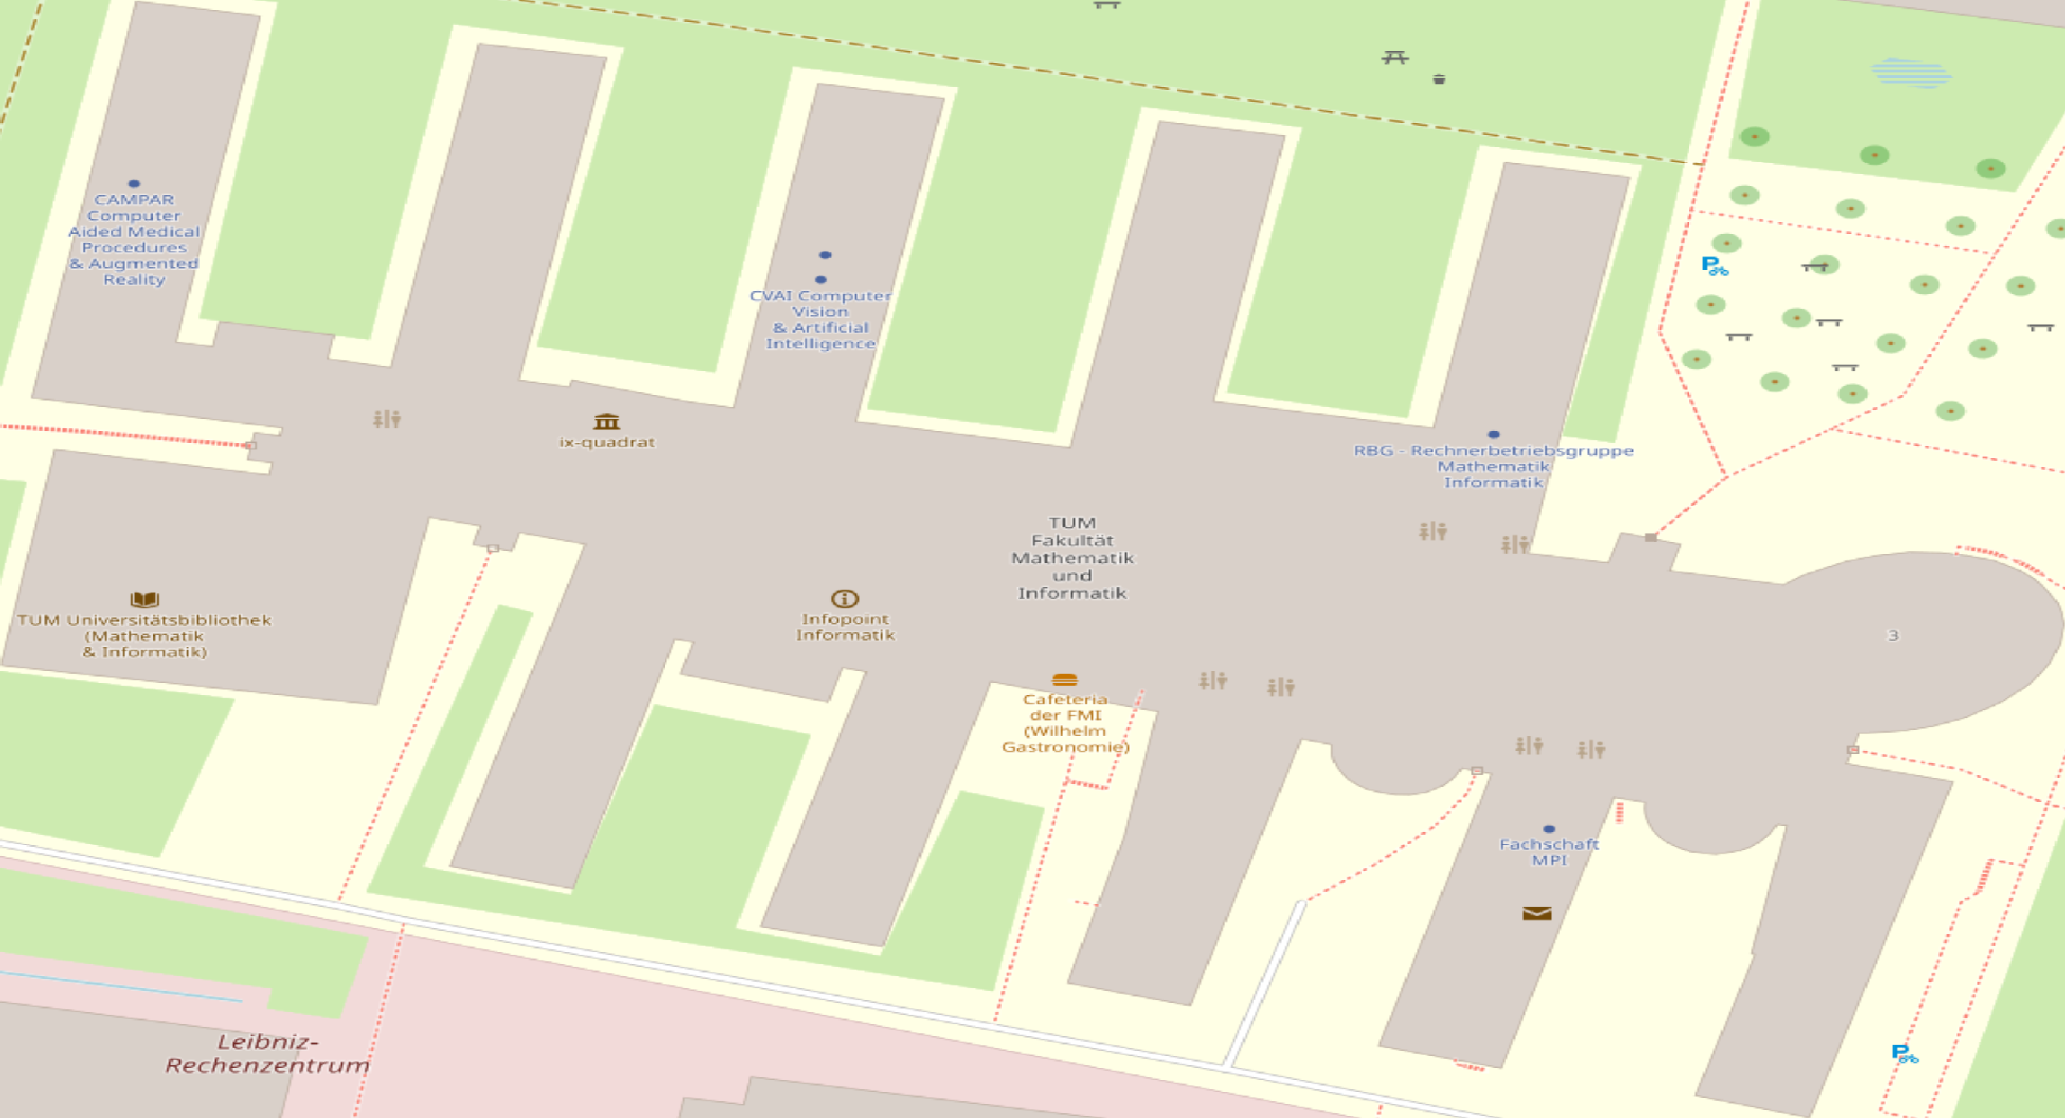 CAMPAR
Computer
Aided Medical
Procedures
& Augmented
Reality
CVAI Computer
Vision
& Artificial
Intelligence
ix-quadrat
RBG - Rechnerbetriebsgruppe
Mathematik
Informatik
TUM
Fakultät
Mathematik
und
Informatik
TUM Universitätsbibliothek
(Mathematik
& Informatik)
Infopoint
Informatik
3
Cafeteria
der FMI
(Wilhelm
Gastronomie)
Fachschaft
MPI
Leibniz-
Rechenzentrum
P
P